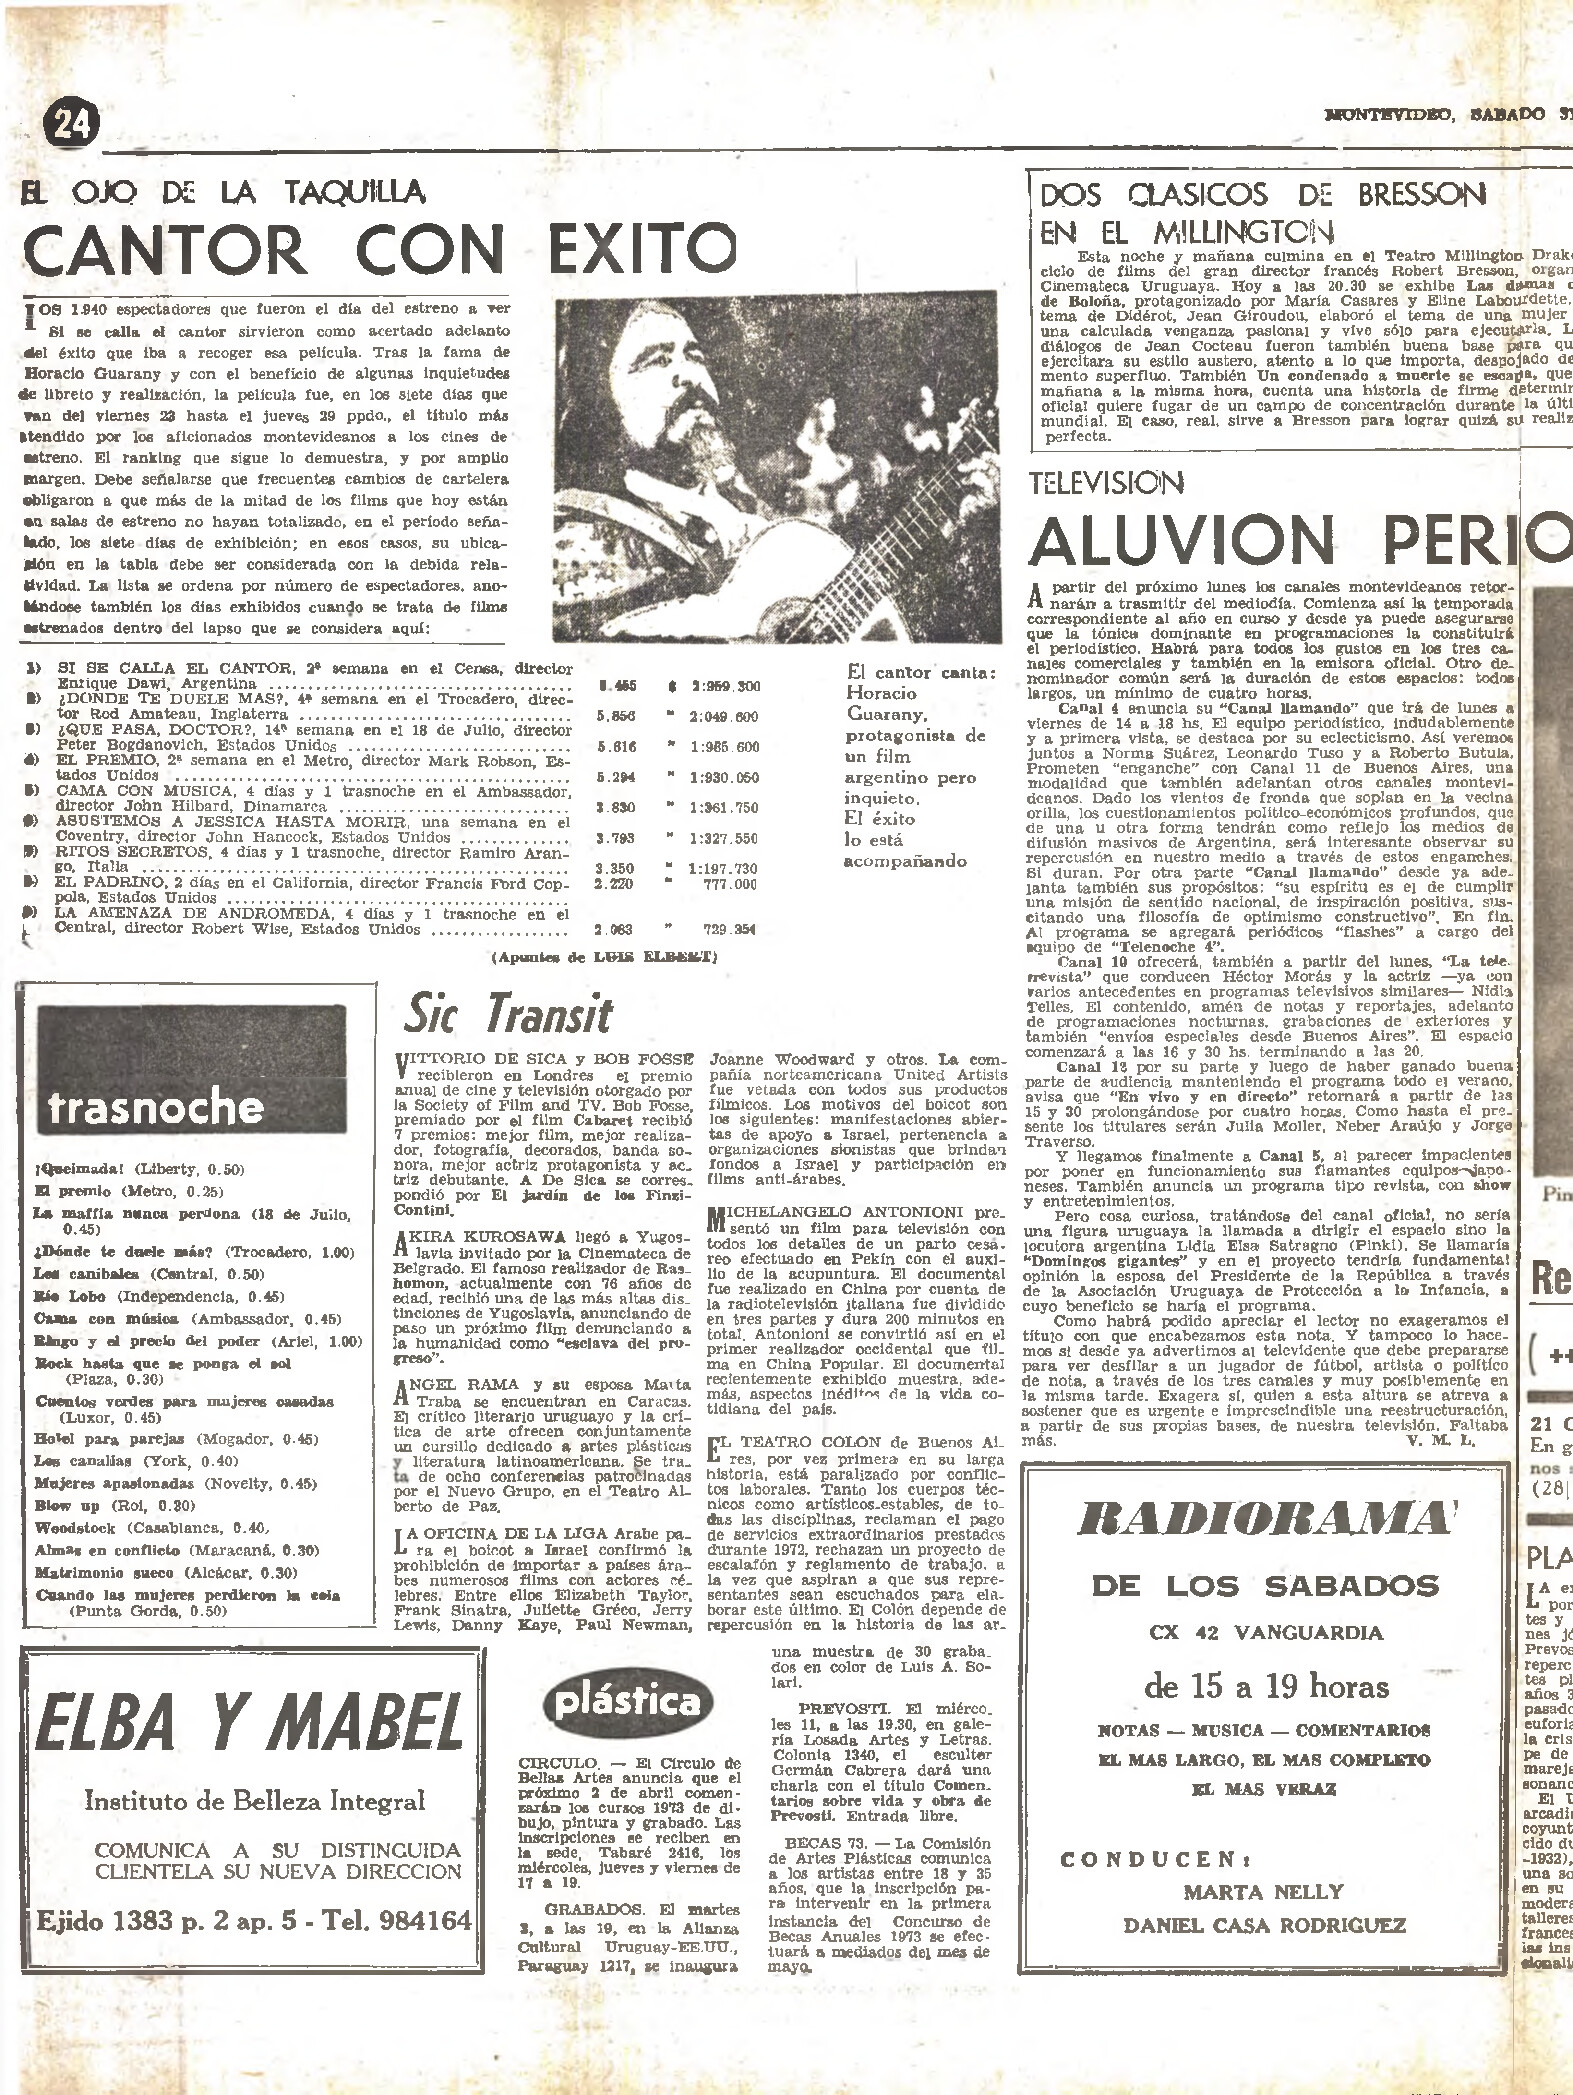 24
MONTEVIDEO, SABADO
EL OJO DE LA TAQUILLA
CANTOR CON EXITO
LOS 1.940 espectadores que fueron el día del estreno a ver
Si se calla el cantor sirvieron como acertado adelanto
del éxito que iba a recoger esa película. Tras la fama de
Horacio Guarany y con el beneficio de algunas inquietudes
de libreto y realización, la película fue, en los siete días que
van del viernes 23 hasta el jueves 29 ppdo., el título más
atendido por los aficionados montevideanos a los cines de
estreno. El ranking que sigue lo demuestra, y por amplio
margen. Debe señalarse que frecuentes cambios de cartelera
obligaron a que más de la mitad de los films que hoy están
en salas de estreno no hayan totalizado, en el período seña-
lado, los siete días de exhibición; en esos casos, su ubica-
ción en la tabla debe ser considerada con la debida rela-
tividad. La lista se ordena por número de espectadores, ano-
tándose también los días exhibidos cuando se trata de films
estrenados dentro del lapso que se considera aquí:
1) SI SE CALLA EL CANTOR, 2ª semana en el Censa, director
Enrique Dawi, Argentina .455 $ 2:959.300
2) ¿DONDE TE DUELE MAS?, 4ª semana en el Trocadero, direc-
tor Rod Amateau, Inglaterra 5.856 " 2:049.600
3) ¿QUE PASA, DOCTOR?, 14ª semana en el 18 de Julio, director
Peter Bogdanovich, Estados Unidos 5.616 " 1:965.600
4) EL PREMIO, 2ª semana en el Metro, director Mark Robson, Es-
tados Unidos 5.294 " 1:930.050
5) CAMA CON MUSICA, 4 días y 1 trasnoche en el Ambassador,
director John Hilbard, Dinamarca 3.830 " 1:361.750
6) ASUSTEMOS A JESSICA HASTA MORIR, una semana en el
Coventry, director John Hancock, Estados Unidos 3.793 " 1:327.550
7) RITOS SECRETOS, 4 días y 1 trasnoche, director Ramiro Aran-
go, Italia 3.350 " 1:197.730
8) EL PADRINO, 2 días en el California, director Francis Ford Cop- 2.220 " 777.000
pola, Estados Unidos
9) LA AMENAZA DE ANDROMEDA, 4 días y 1 trasnoche en el
Central, director Robert Wise, Estados Unidos 2.083 " 729.354
(Apuntes de LUIS ELBERT)
El cantor canta:
Horacio
Guarany,
protagonista de
un film
argentino pero
inquieto.
El éxito
lo está
acompañando
trasnoche
¡Queimada! (Liberty, 0.50)
El premio (Metro, 0.25)
La maffia nunca perdona (18 de Julio,
0.45)
¿Dónde te duele más? (Trocadero, 1.00)
Los caníbales (Central, 0.50)
Río Lobo (Independencia, 0.45)
Cama con música (Ambassador, 0.45)
Ringo y el precio del poder (Ariel, 1.00)
Rock hasta que se ponga el sol
(Plaza, 0.30)
Cuentos verdes para mujeres casadas
(Luxor, 0.45)
Hotel para parejas (Mogador, 0.45)
Los canallas (York, 0.40)
Mujeres apasionadas (Novelty, 0.45)
Blow up (Roi, 0.30)
Woodstock (Casablanca, 0.40,
Almas en conflicto (Maracaná, 0.30)
Matrimonio sueco (Alcácar, 0.30)
Cuando las mujeres perdieron la cola
(Punta Gorda, 0.50)
Sic Transit
VITTORIO DE SICA y BOB FOSSE
recibieron en Londres el premio
anual de cine y televisión otorgado por
la Society of Film and TV. Bob Fosse,
premiado por el film Cabaret recibió
7 premios: mejor film, mejor realiza-
dor, fotografía, decorados, banda so-
nora, mejor actriz protagonista y ac-
triz debutante. A De Sica se corres-
pondió por El jardín de los Finzi-
Contini.
AKIRA KUROSAWA llegó a Yugos-
lavia invitado por la Cinemateca de
Belgrado. El famoso realizador de Ras-
homon, actualmente con 76 años de
edad, recibió una de las más altas dis-
tinciones de Yugoslavia, anunciando de
paso un próximo film denunciando a
la humanidad como "esclava del pro-
greso".
ANGEL RAMA y su esposa Marta
Traba se encuentran en Caracas.
El crítico literario uruguayo y la crí-
tica de arte ofrecen conjuntamente
un cursillo dedicado a artes plásticas
y literatura latinoamericana. Se tra-
ta de ocho conferencias patrocinadas
por el Nuevo Grupo, en el Teatro Al-
berto de Paz.
LA OFICINA DE LA LIGA Arabe pa-
ra el boicot a Israel confirmó la
prohibición de importar a países ára-
bes numerosos films con actores cé-
lebres. Entre ellos Elizabeth Taylor,
Frank Sinatra, Juliette Gréco, Jerry
Lewis, Danny Kaye, Paul Newman,
Joanne Woodward y otros. La com-
pañía norteamericana United Artists
fue vetada con todos sus productos
fílmicos. Los motivos del boicot son
los siguientes: manifestaciones abier-
tas de apoyo a Israel, pertenencia a
organizaciones sionistas que brindan
fondos a Israel y participación en
films anti-árabes.
MICHELANGELO ANTONIONI pre-
sentó un film para televisión con
todos los detalles de un parto cesá-
reo efectuado en Pekín con el auxi-
lio de la acupuntura. El documental
fue realizado en China por cuenta de
la radiotelevisión italiana fue dividido
en tres partes y dura 200 minutos en
total. Antonioni se convirtió así en el
primer realizador occidental que fil-
ma en China Popular. El documental
recientemente exhibido muestra, ade-
más, aspectos inéditos de la vida co-
tidiana del país.
EL TEATRO COLON de Buenos Ai-
res, por vez primera en su larga
historia, está paralizado por conflic-
tos laborales. Tanto los cuerpos téc-
nicos como artísticos-estables, de to-
das las disciplinas, reclaman el pago
de servicios extraordinarios prestados
durante 1972, rechazan un proyecto de
escalafón y reglamento de trabajo, a
la vez que aspiran a que sus repre-
sentantes sean escuchados para ela-
borar este último. El Colón depende de
repercusión en la historia de las ar-
ELBA Y MABEL
Instituto de Belleza Integral
COMUNICA A SU DISTINGUIDA
CLIENTELA SU NUEVA DIRECCION
Ejido 1383 p. 2 ap. 5 - Tel. 984164
plástica
CIRCULO. — El Círculo de
Bellas Artes anuncia que el
próximo 2 de abril comen-
zarán los cursos 1973 de di-
bujo, pintura y grabado. Las
inscripciones se reciben en
la sede, Tabaré 2416, los
miércoles, jueves y viernes de
17 a 19.
GRABADOS. El martes
3, a las 19, en la Alianza
Cultural Uruguay-EE.UU.,
Paraguay 1217, se inaugura
una muestra de 30 graba-
dos en color de Luis A. So-
lari.
PREVOSTI. El miérco-
les 11, a las 19.30, en gale-
ría Losada Artes y Letras.
Colonia 1340, el escultor
Germán Cabrera dará una
charla con el título Comen-
tarios sobre vida y obra de
Prevosti. Entrada libre.
BECAS 73. — La Comisión
de Artes Plásticas comunica
a los artistas entre 18 y 35
años, que la inscripción pa-
ra intervenir en la primera
instancia del Concurso de
Becas Anuales 1973 se efec-
tuará a mediados del mes de
mayo.
DOS CLASICOS DE BRESSON
EN EL MILLINGTON
Esta noche y mañana culmina en el Teatro Millington Drak
ciclo de films del gran director francés Robert Bresson, organ
Cinemateca Uruguaya. Hoy a las 20.30 se exhibe Las damas d
de Boloña, protagonizado por María Casares y Eline Labourdette.
tema de Didérot, Jean Giroudou, elaboró el tema de una mujer
una calculada venganza pasional y vive sólo para ejecutarla. L
diálogos de Jean Cocteau fueron también buena base para qu
ejercitara su estilo austero, atento a lo que importa, despojado de
mento superfluo. También Un condenado a muerte se escapa, que
mañana a la misma hora, cuenta una historia de firme determin
oficial quiere fugar de un campo de concentración durante la últi
mundial. El caso, real, sirve a Bresson para lograr quizá su realiz
perfecta.
TELEVISION
ALUVION PERIO
A partir del próximo lunes los canales montevideanos retor-
narán a trasmitir del mediodía. Comienza así la temporada
correspondiente al año en curso y desde ya puede asegurarse
que la tónica dominante en programaciones la constituirá
el periodístico. Habrá para todos los gustos en los tres ca-
nales comerciales y también en la emisora oficial. Otro de-
nominador común será la duración de estos espacios: todos
largos, un mínimo de cuatro horas.
Canal 4 anuncia su "Canal llamando" que irá de lunes a
viernes de 14 a 18 hs. El equipo periodístico, indudablemente
y a primera vista, se destaca por su eclecticismo. Así veremos
juntos a Norma Suárez, Leonardo Tuso y a Roberto Butula.
Prometen "enganche" con Canal 11 de Buenos Aires, una
modalidad que también adelantan otros canales montevi-
deanos. Dado los vientos de fronda que soplan en la vecina
orilla, los cuestionamientos político-económicos profundos, que
de una u otra forma tendrán como reflejo los medios de
difusión masivos de Argentina, será interesante observar su
repercusión en nuestro medio a través de estos enganches.
Si duran. Por otra parte "Canal llamando" desde ya ade-
lanta también sus propósitos: "su espíritu es el de cumplir
una misión de sentido nacional, de inspiración positiva, sus-
citando una filosofía de optimismo constructivo". En fin.
Al programa se agregará periódicos "flashes" a cargo del
equipo de "Telenoche 4".
Canal 10 ofrecerá, también a partir del lunes, "La tele-
revista" que conducen Héctor Morás y la actriz —ya con
varios antecedentes en programas televisivos similares— Nidia
Telles. El contenido, amén de notas y reportajes, adelanto
de programaciones nocturnas, grabaciones de exteriores y
también "envíos especiales desde Buenos Aires". El espacio
comenzará a las 16 y 30 hs. terminando a las 20.
Canal 12 por su parte y luego de haber ganado buena
parte de audiencia manteniendo el programa todo el verano,
avisa que "En vivo y en directo" retornará a partir de las
15 y 30 prolongándose por cuatro horas. Como hasta el pre-
sente los titulares serán Julia Moller, Neber Araújo y Jorge
Traverso.
Y llegamos finalmente a Canal 5, al parecer impacientes
por poner en funcionamiento sus flamantes equipos japo-
neses. También anuncia un programa tipo revista, con show
y entretenimientos.
Pero cosa curiosa, tratándose del canal oficial, no sería
una figura uruguaya la llamada a dirigir el espacio sino la
locutora argentina Lidia Elsa Satragno (Pinki). Se llamaría
"Domingos gigantes" y en el proyecto tendría fundamental
opinión la esposa del Presidente de la República a través
de la Asociación Uruguaya de Protección a la Infancia, a
cuyo beneficio se haría el programa.
Como habrá podido apreciar el lector no exageramos el
título con que encabezamos esta nota. Y tampoco lo hace-
mos si desde ya advertimos al televidente que debe prepararse
para ver desfilar a un jugador de fútbol, artista o político
de nota, a través de los tres canales y muy posiblemente en
la misma tarde. Exagera sí, quien a esta altura se atreva a
sostener que es urgente e imprescindible una reestructuración,
a partir de sus propias bases, de nuestra televisión. Faltaba
más. V. M. L.
RADIORAMA
DE LOS SABADOS
CX 42 VANGUARDIA
de 15 a 19 horas
NOTAS — MUSICA — COMENTARIOS
EL MAS LARGO, EL MAS COMPLETO
EL MAS VERAZ
CONDUCEN:
MARTA NELLY
DANIEL CASA RODRIGUEZ
Pin
Re
( ++
21 C
En g
nos s
(28|
PLA
LA e
por
tes y
nes jó
Prevos
reperc
tes pl
años 3
pasado
euforia
la cris
pe de
mareja
sonanc
El U
arcadi
coyunt
cido du
-1932),
una so
en su
modera
talleres
frances
las ins
cionali